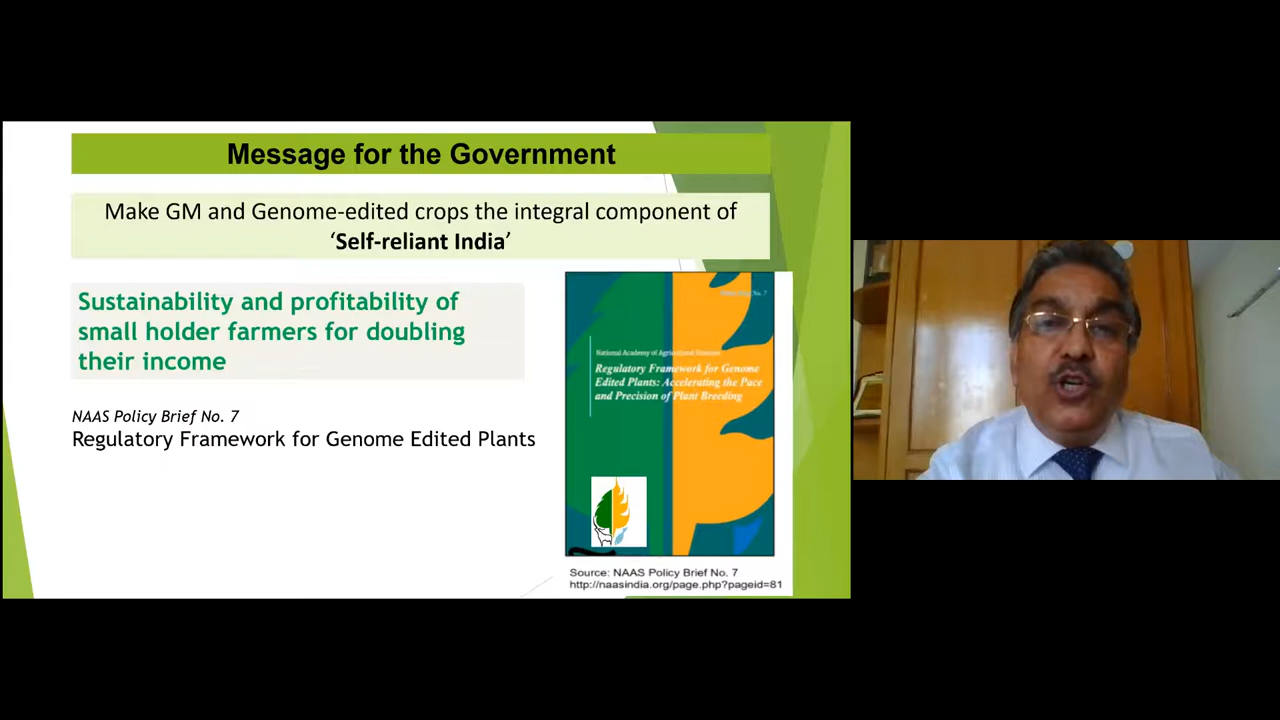 Message for the Government
Make GM and Genome-edited crops the integral component of
‘Self-reliant India’
Sustainability and profitability of
small holder farmers for doubling
their income
NAAS Policy Brief No. 7
Regulatory Framework for Genome Edited Plants
No. 7
National Academy of Agricultural Sciences
Regulatory Framework for Genome
Edited Plants: Accelerating the Pace
and Precision of Plant Breeding
Source: NAAS Policy Brief No. 7
http://naasindia.org/page.php?pageid=81